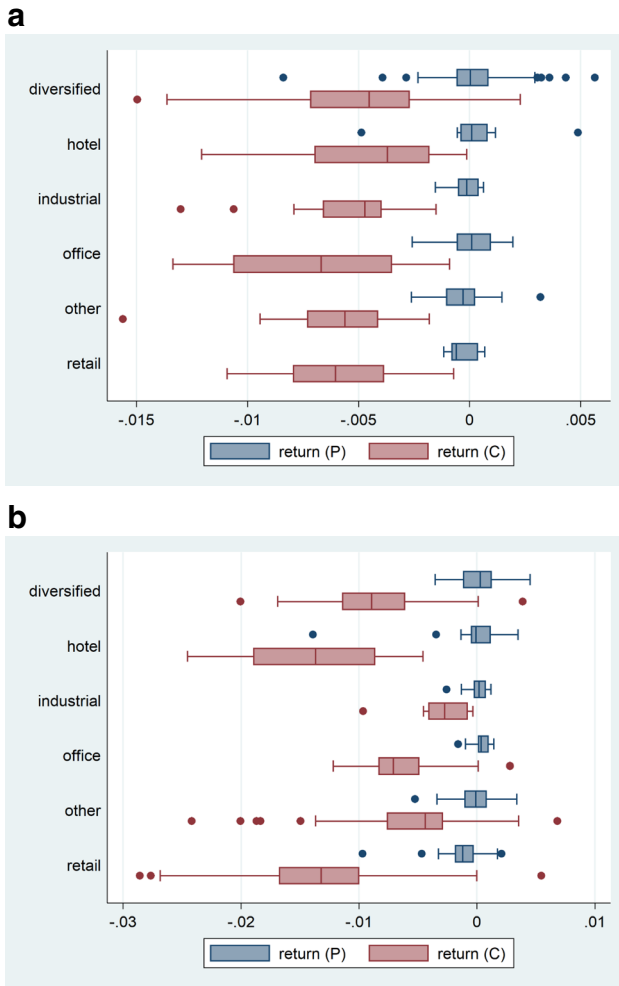 a
diversified
hotel
industrial
office
other
retail
-.015 -.01 -.005 0 .005
return (P) return (C)
b
diversified
hotel
industrial
office
other
retail
-.03 -.02 -.01 0 .01
return (P) return (C)